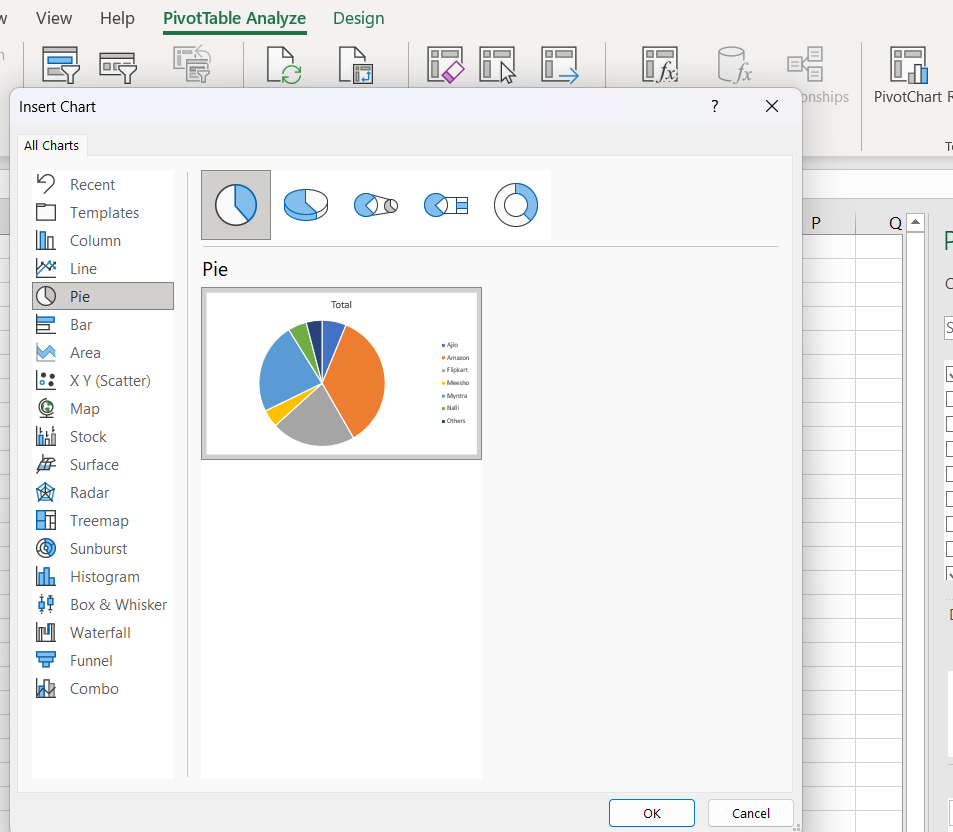 View Help PivotTable Analyze Design
onships PivotChart
Insert Chart ?
All Charts
Recent
Templates
Column
Line
Pie
Bar
Area
X Y (Scatter)
Map
Stock
Surface
Radar
Treemap
Sunburst
Histogram
Box & Whisker
Waterfall
Funnel
Combo
Pie
Total
Ajio
Amazon
Flipkart
Meesho
Myntra
Nalli
Others
P Q
OK Cancel